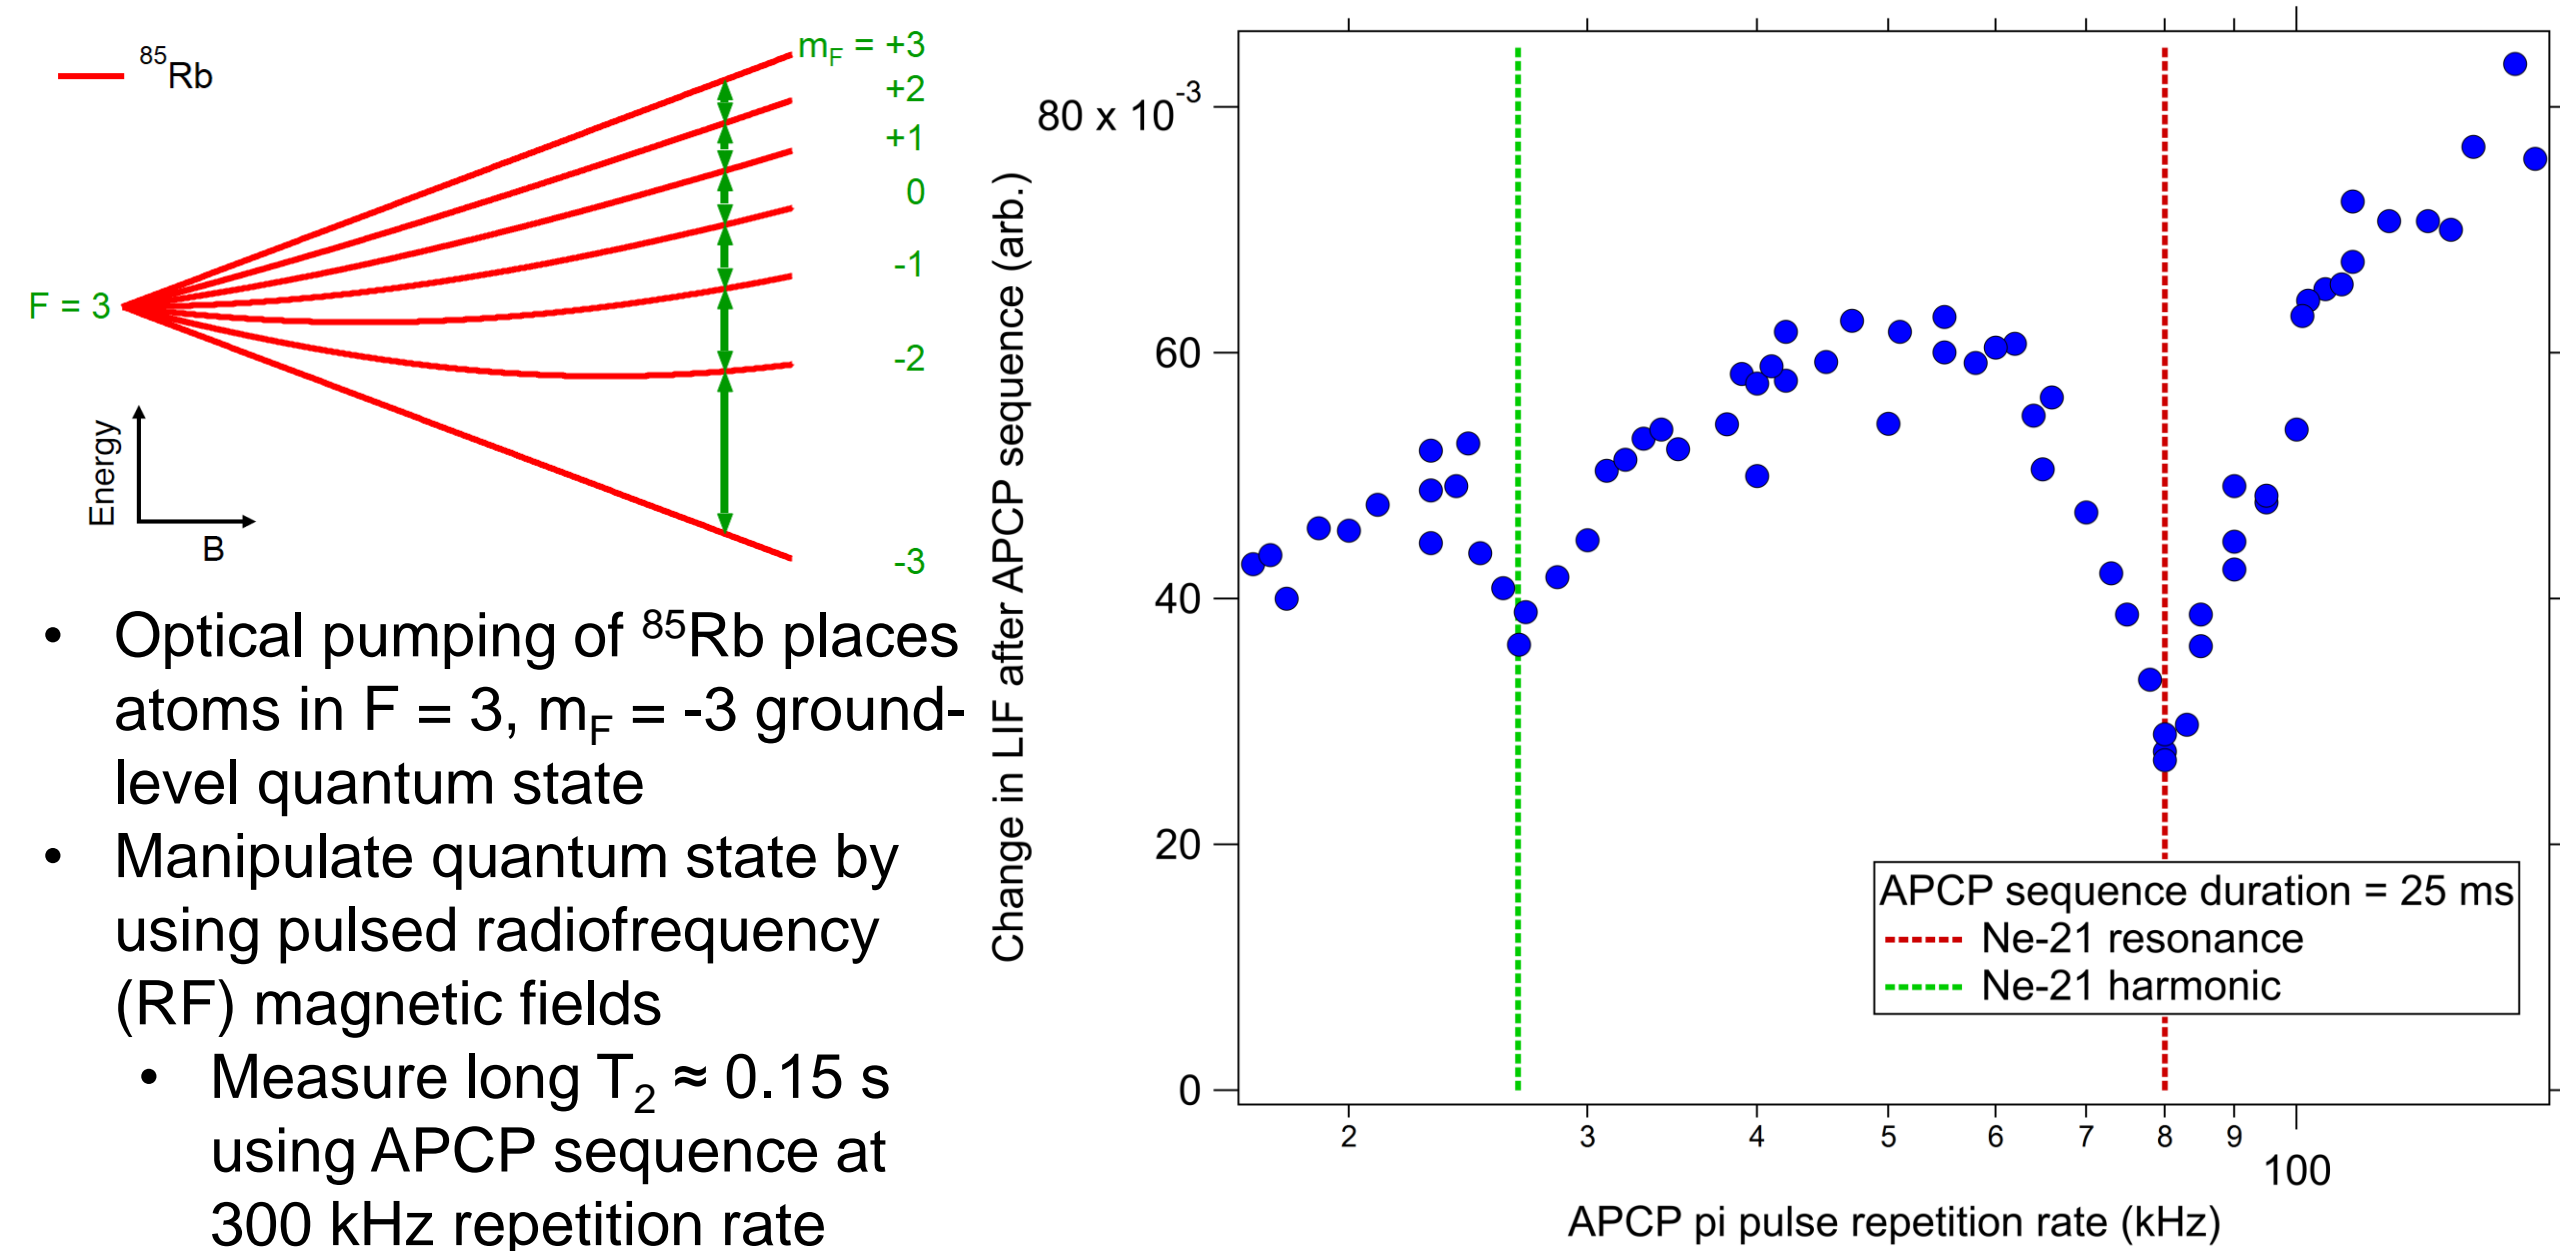 ⁸⁵Rb
m_F = +3
+2
+1
0
-1
-2
-3
F = 3
Energy
B
• Optical pumping of ⁸⁵Rb places
atoms in F = 3, m_F = -3 ground-
level quantum state
• Manipulate quantum state by
using pulsed radiofrequency
(RF) magnetic fields
• Measure long T₂ ≈ 0.15 s
using APCP sequence at
300 kHz repetition rate
Change in LIF after APCP sequence (arb.)
80 x 10⁻³
60
40
20
0
APCP sequence duration = 25 ms
Ne-21 resonance
Ne-21 harmonic
2 3 4 5 6 7 8 9
100
APCP pi pulse repetition rate (kHz)